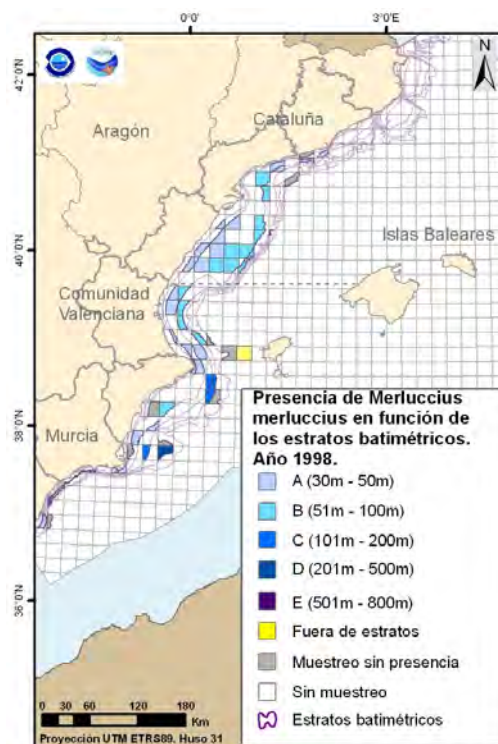 0°0'
3°0'E
N
42°0'N
Cataluña
Aragón
40°0'N
Islas Baleares
Comunidad
Valenciana
38°0'N
Murcia
36°0'N
Presencia de Merluccius
merluccius en función de
los estratos batimétricos.
Año 1998.
A (30m - 50m)
B (51m - 100m)
C (101m - 200m)
D (201m - 500m)
E (501m - 800m)
Fuera de estratos
Muestreo sin presencia
Sin muestreo
Estratos batimétricos
0 30 60 120 180
Km
Proyección UTM ETRS89. Huso 31